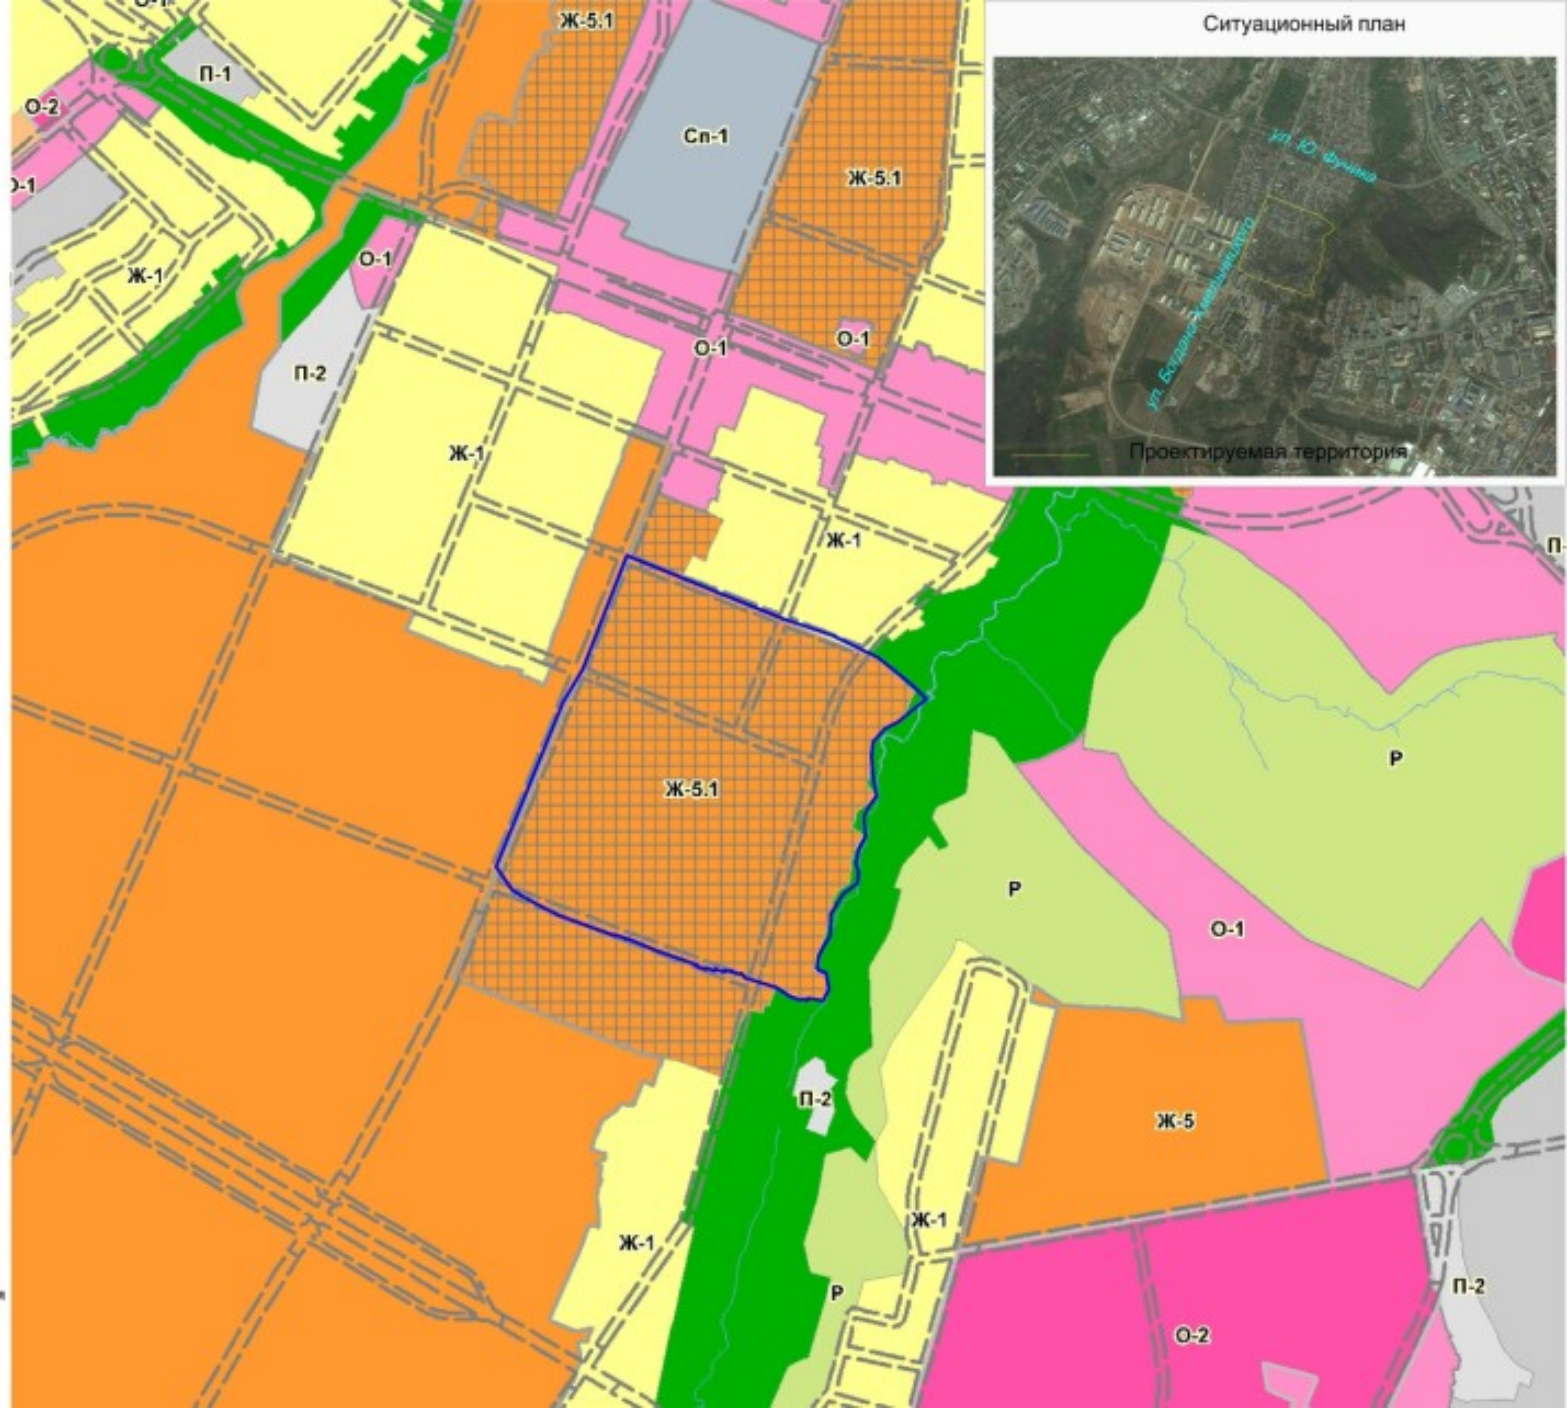 О-1
Ж-5.1
Ситуационный план
П-1
О-2
Сп-1
ул. Ю. Фучика
Ж-5.1
О-1
О-1
Ж-1
ул. Богдана Хмельницкого
О-1
О-1
П-2
Ж-1
Проектируемая территория
Ж-1
П-
Р
Ж-5.1
Р
О-1
П-2
Ж-5
Ж-1
Ж-1
П-2
Р
О-2